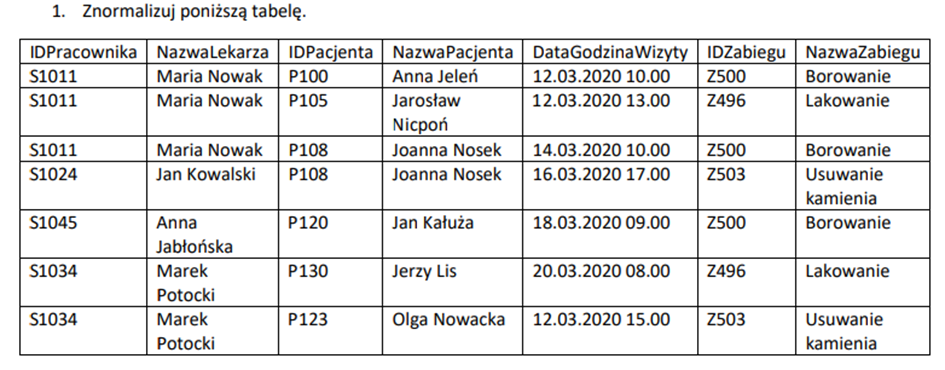 1. Znormalizuj poniższą tabelę.
IDPracownika NazwaLekarza IDPacjenta NazwaPacjenta DataGodzinaWizyty IDZabiegu NazwaZabiegu
S1011 Maria Nowak P100 Anna Jeleń 12.03.2020 10.00 Z500 Borowanie
S1011 Maria Nowak P105 Jarosław 12.03.2020 13.00 Z496 Lakowanie
Nicpoń
S1011 Maria Nowak P108 Joanna Nosek 14.03.2020 10.00 Z500 Borowanie
S1024 Jan Kowalski P108 Joanna Nosek 16.03.2020 17.00 Z503 Usuwanie
kamienia
S1045 Anna P120 Jan Kałuża 18.03.2020 09.00 Z500 Borowanie
Jabłońska
S1034 Marek P130 Jerzy Lis 20.03.2020 08.00 Z496 Lakowanie
Potocki
S1034 Marek P123 Olga Nowacka 12.03.2020 15.00 Z503 Usuwanie
Potocki kamienia